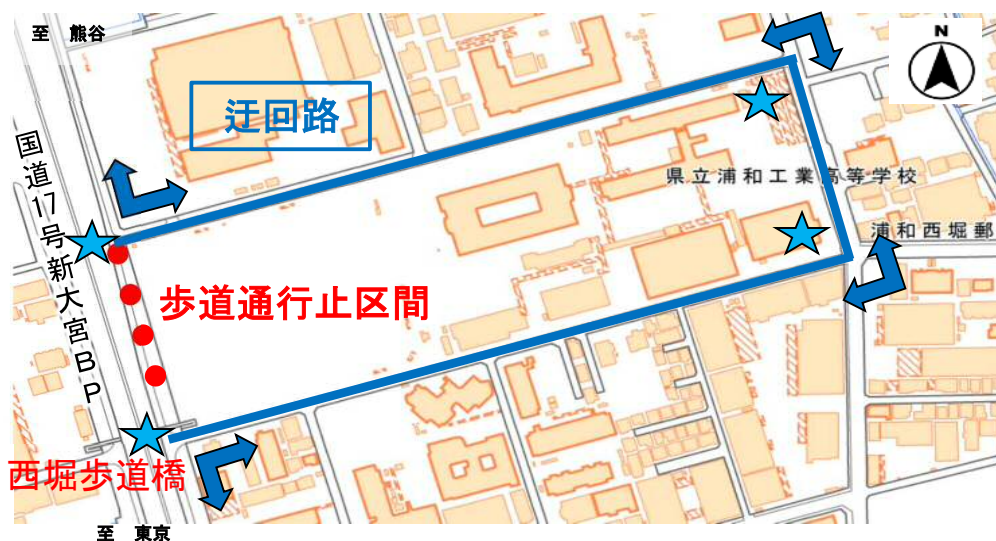 至 熊谷
N
迂回路
国道17号新大宮BP
県立浦和工業高等学校
浦和西堀郵
歩道通行止区間
西堀歩道橋
至 東京